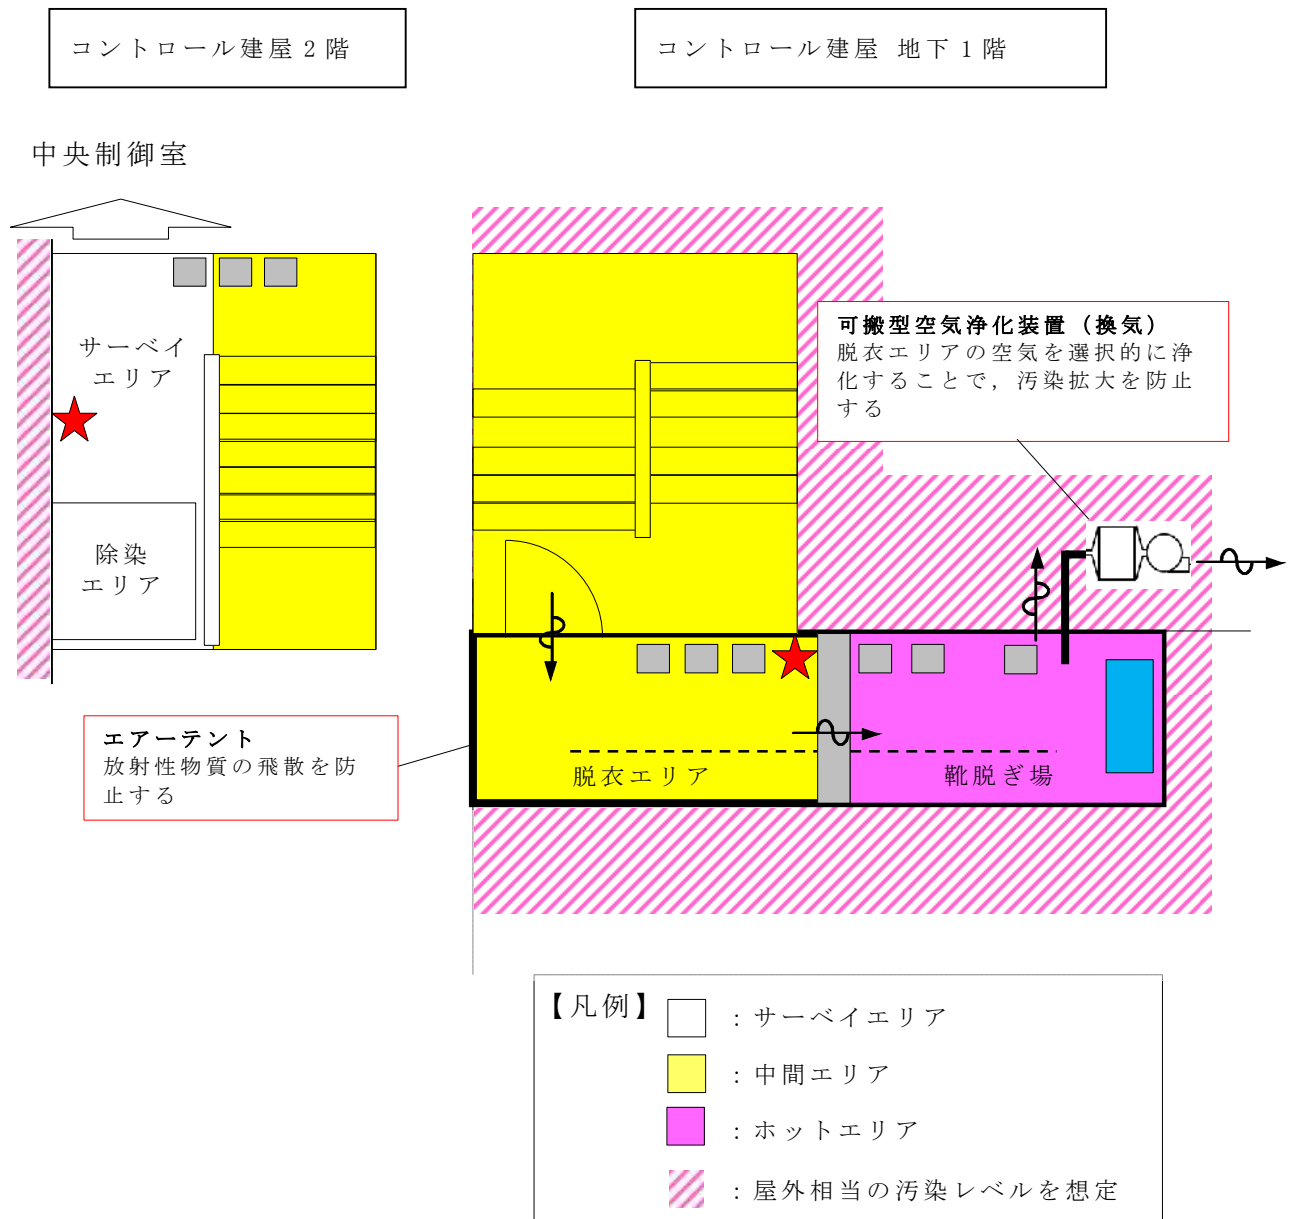 コントロール建屋2階
コントロール建屋 地下1階
中央制御室
サーベイ
エリア
除染
エリア
可搬型空気浄化装置（換気）
脱衣エリアの空気を選択的に浄
化することで，汚染拡大を防止
する
エアーテント
放射性物質の飛散を防
止する
脱衣エリア
靴脱ぎ場
【凡例】
：サーベイエリア
：中間エリア
：ホットエリア
：屋外相当の汚染レベルを想定